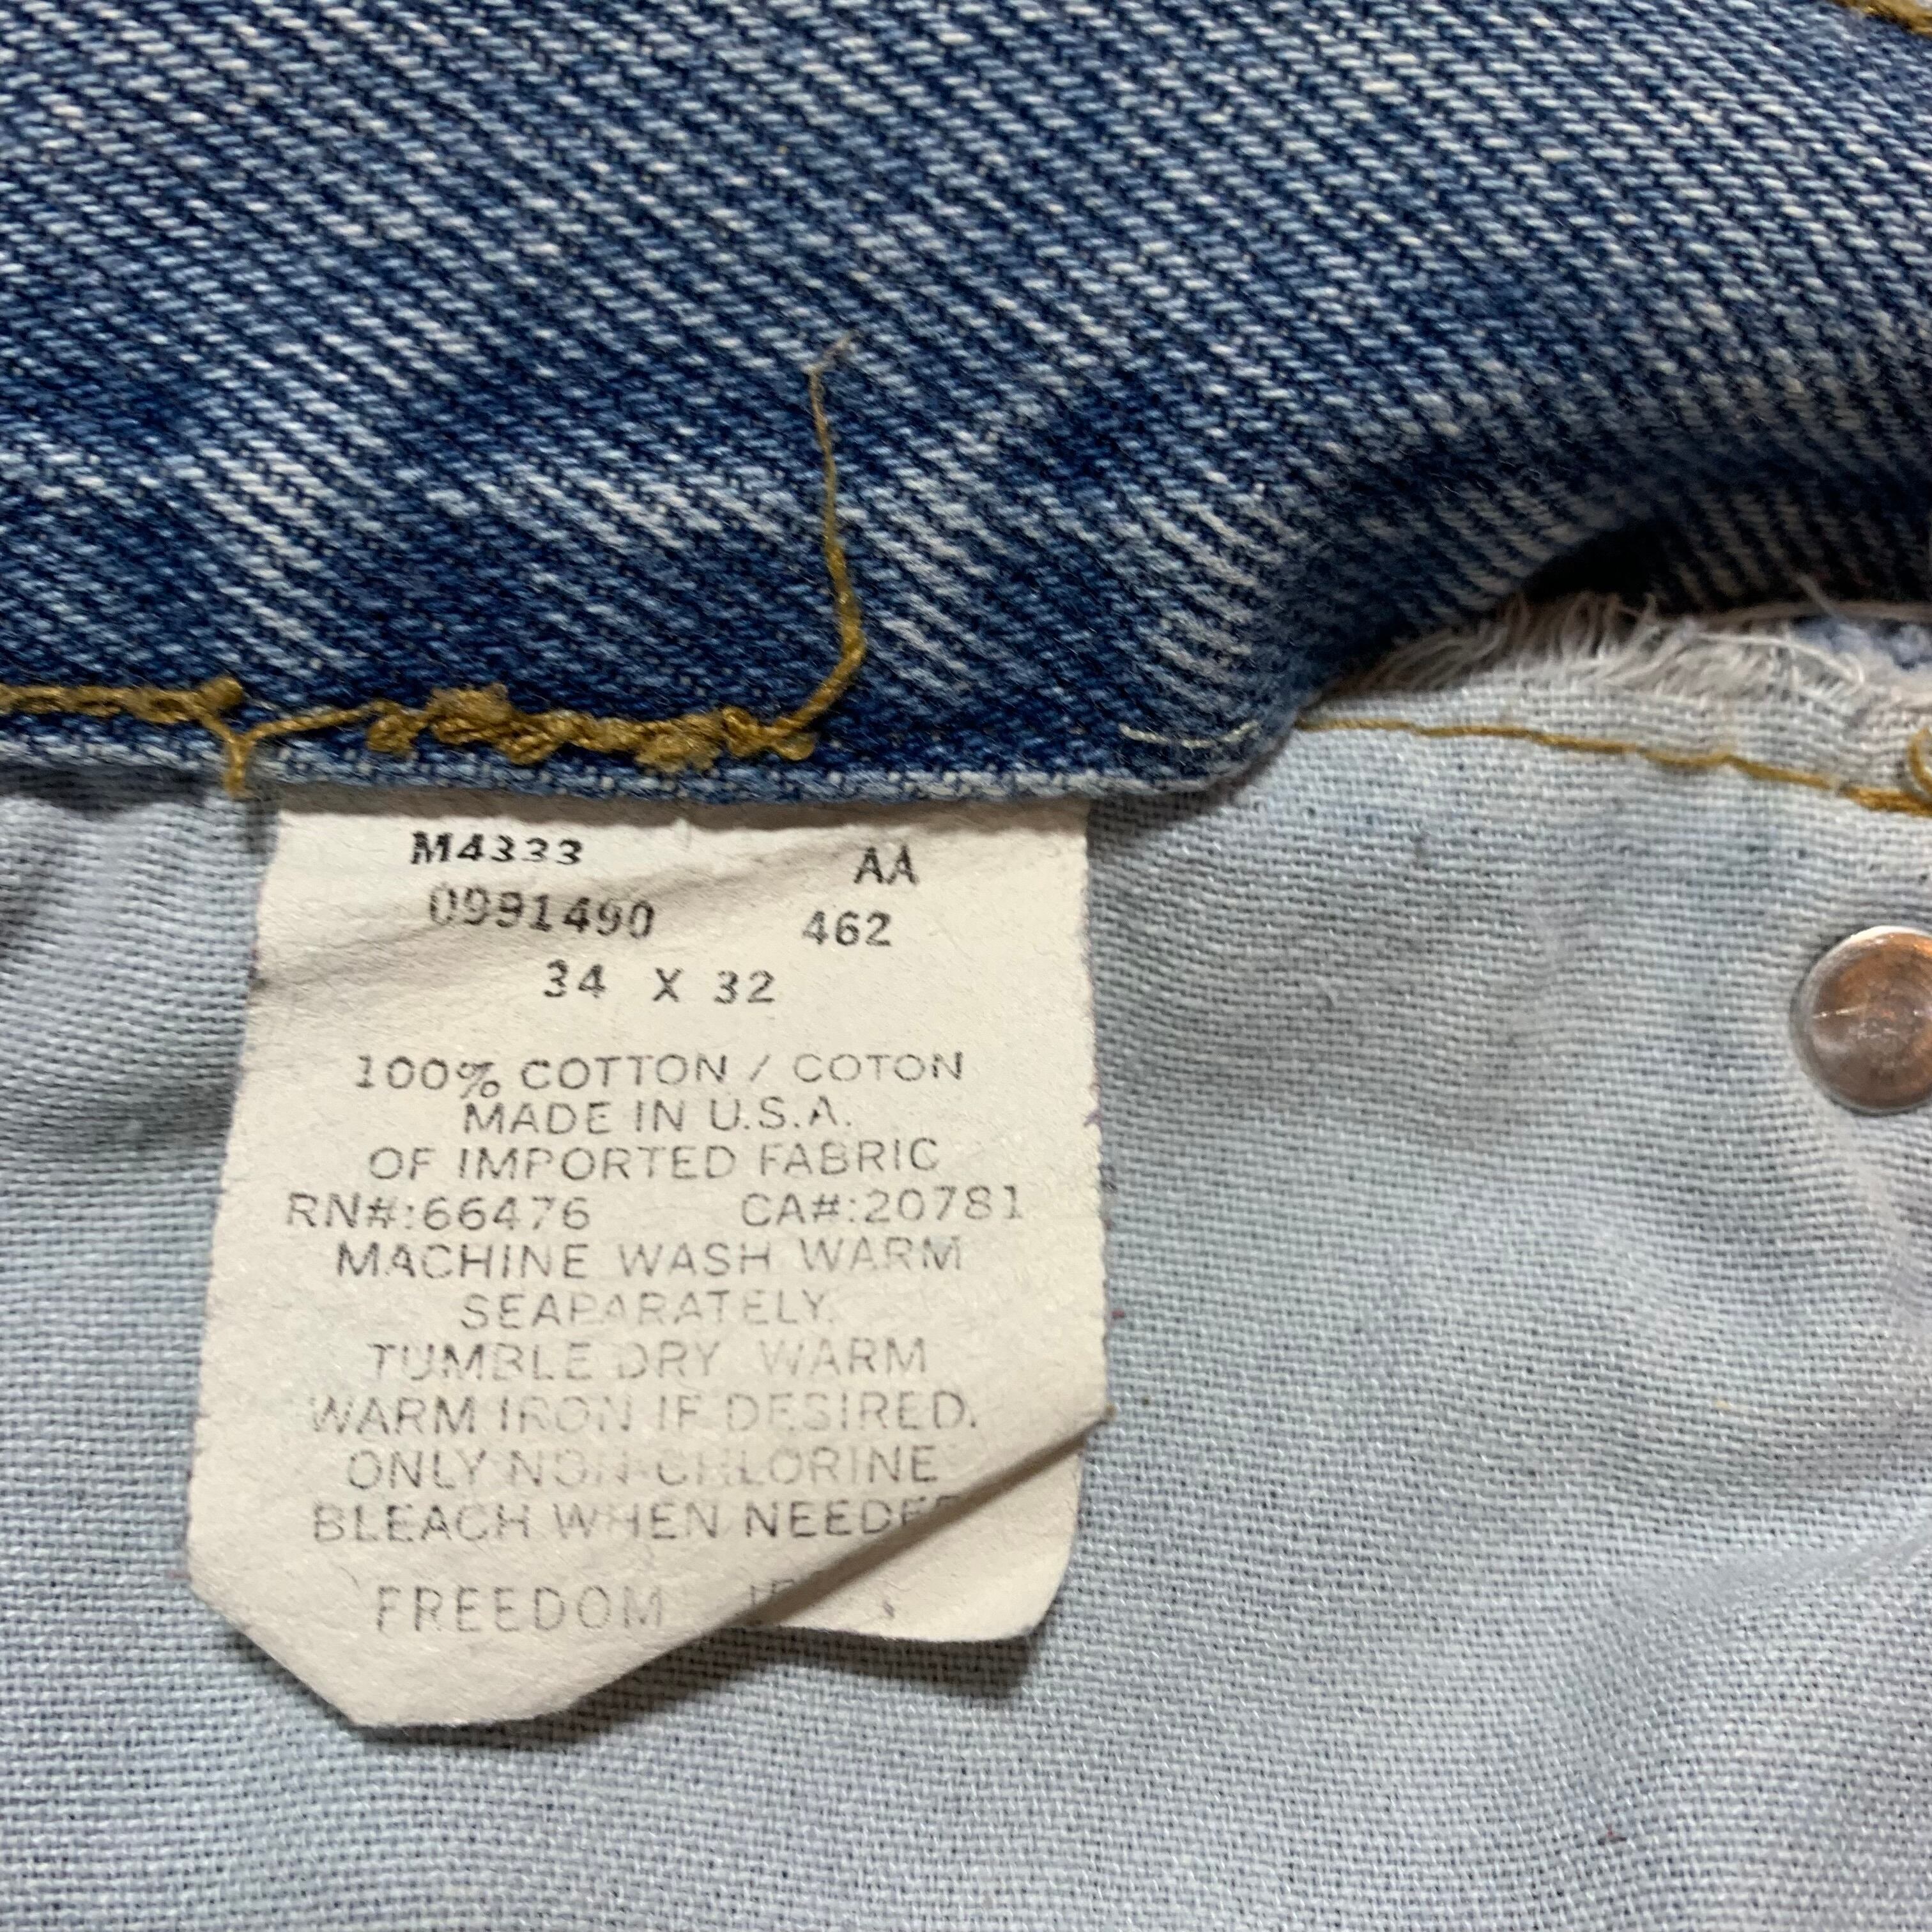 M4333 AA
0991490 462
34 X 32
100% COTTON / COTON
MADE IN U.S.A.
OF IMPORTED FABRIC
RN#:66476 CA#:20781
MACHINE WASH WARM
SEAPARATELY.
TUMBLE DRY WARM
WARM IRON IF DESIRED.
ONLY NON-CHLORINE
BLEACH WHEN NEEDE
FREEDOM